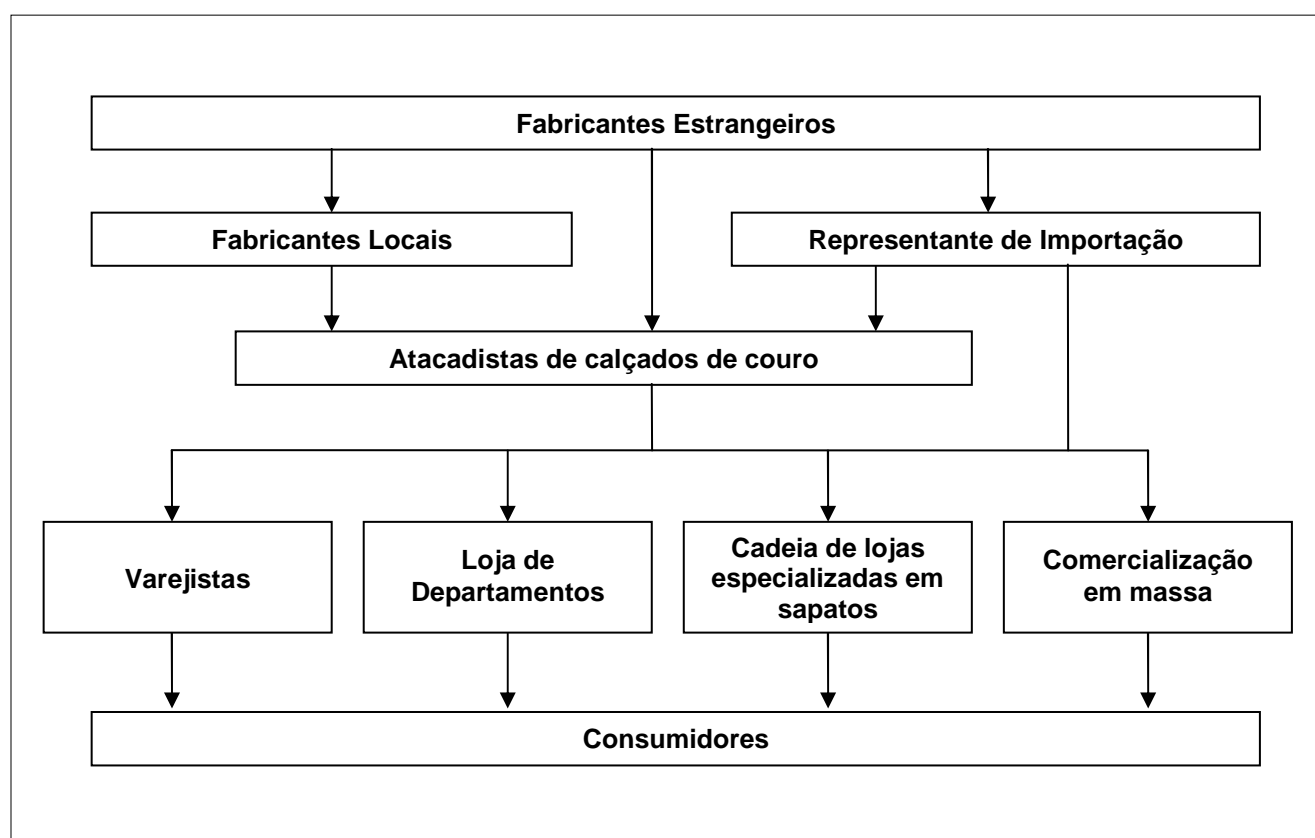 Fabricantes Estrangeiros
Fabricantes Locais
Representante de Importação
Atacadistas de calçados de couro
Varejistas
Loja de
Departamentos
Cadeia de lojas
especializadas em
sapatos
Comercialização
em massa
Consumidores